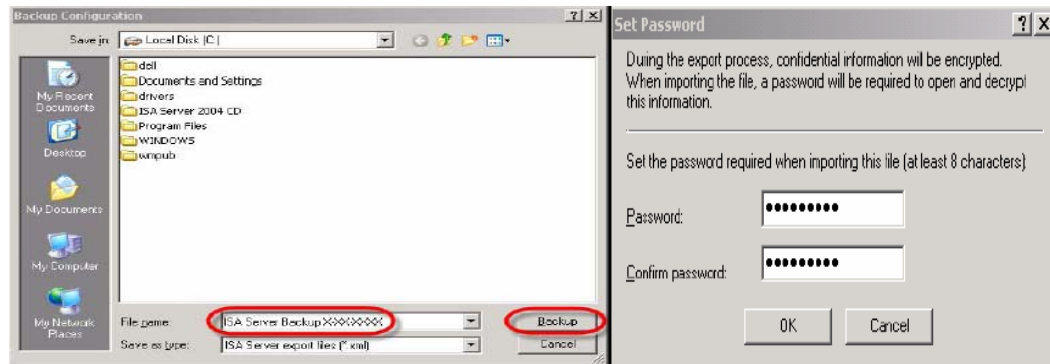 Backup Configuration
Save in:
Local Disk (C:)
My Recent
Documents
Desktop
My Documents
My Computer
My Network
Places
dell
Documents and Settings
drivers
ISA Server 2004 CD
Program Files
WINDOWS
wmpub
File name:
ISA Server Backup
Backup
Save as type:
ISA Server export files (*.xml)
Cancel
Set Password
During the export process, confidential information will be encrypted.
When importing the file, a password will be required to open and decrypt
this information.
Set the password required when importing this file (at least 8 characters)
Password:
Confirm password:
OK
Cancel